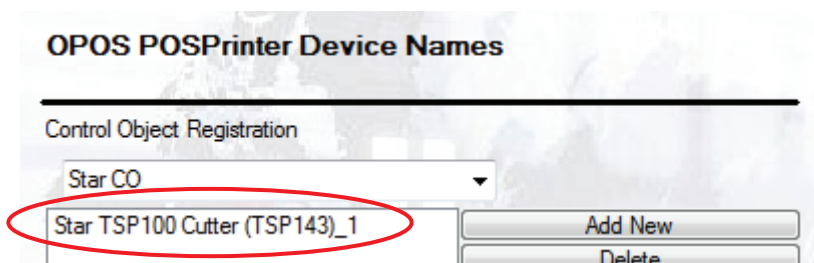 OPOS POSPrinter Device Names
Control Object Registration
Star CO
Star TSP100 Cutter (TSP143)_1
Add New
Delete